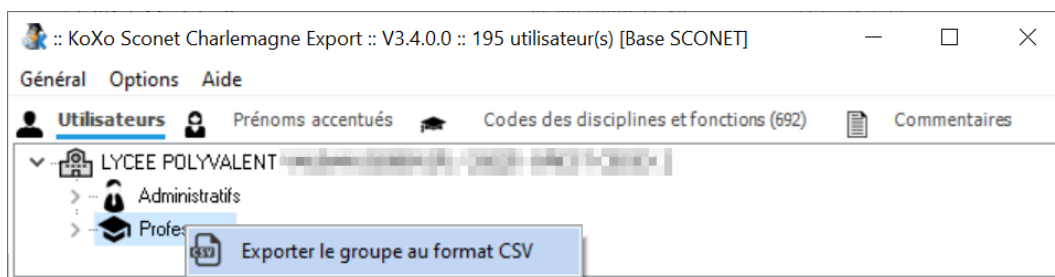 :: KoXo Sconet Charlemagne Export :: V3.4.0.0 :: 195 utilisateur(s) [Base SCONET]
Général Options Aide
Utilisateurs Prénoms accentués Codes des disciplines et fonctions (692) Commentaires
LYCEE POLYVALENT
Administratifs
Profes
CSV Exporter le groupe au format CSV